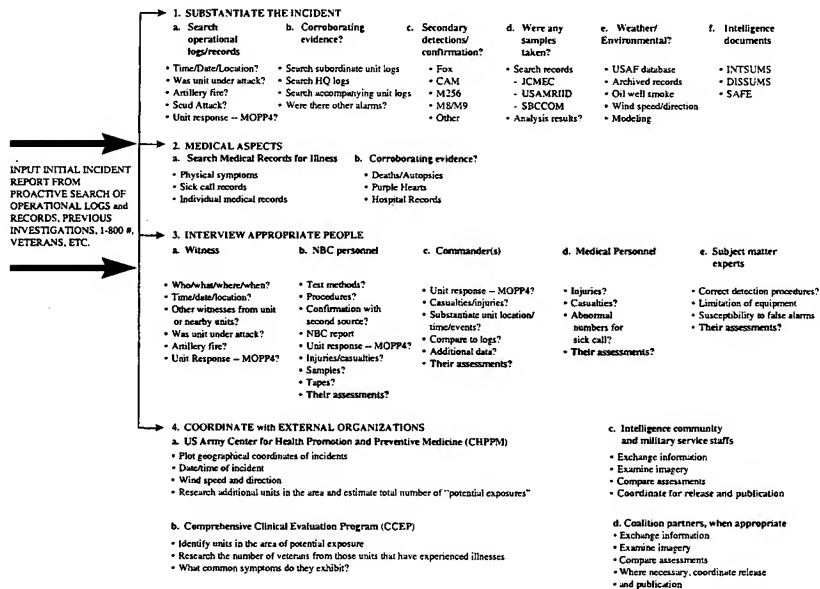 INPUT INITIAL INCIDENT
REPORT FROM
PROACTIVE SEARCH OF
OPERATIONAL LOGS and
RECORDS, PREVIOUS
INVESTIGATIONS, 1-800 #,
VETERANS, ETC.
1. SUBSTANTIATE THE INCIDENT
a. Search
operational
logs/records
• Time/Date/Location?
• Was unit under attack?
• Artillery fire?
• Scud Attack?
• Unit response -- MOPP4?
b. Corroborating
evidence?
• Search subordinate unit logs
• Search HQ logs
• Search accompanying unit logs
• Were there other alarms?
c. Secondary
detections/
confirmation?
• Fox
• CAM
• M256
• M8/M9
• Other
d. Were any
samples
taken?
• Search records
- JCMEC
- USAMRIID
- SBCCOM
• Analysis results?
e. Weather/
Environmental?
• USAF database
• Archived records
• Oil well smoke
• Wind speed/direction
• Modeling
f. Intelligence
documents
• INTSUMS
• DISSUMS
• SAFE
2. MEDICAL ASPECTS
a. Search Medical Records for Illness
• Physical symptoms
• Sick call records
• Individual medical records
b. Corroborating evidence?
• Deaths/Autopsies
• Purple Hearts
• Hospital Records
3. INTERVIEW APPROPRIATE PEOPLE
a. Witness
• Who/what/where/when?
• Time/date/location?
• Other witnesses from unit
or nearby units?
• Was unit under attack?
• Artillery fire?
• Unit Response -- MOPP4?
b. NBC personnel
• Test methods?
• Procedures?
• Confirmation with
second source?
• NBC report
• Unit response -- MOPP4?
• Injuries/casualties?
• Samples?
• Tapes?
• Their assessments?
c. Commander(s)
• Unit response -- MOPP4?
• Casualties/injuries?
• Substantiate unit location/
time/events?
• Compare to logs?
• Additional data?
• Their assessments?
d. Medical Personnel
• Injuries?
• Casualties?
• Abnormal
numbers for
sick call?
• Their assessments?
e. Subject matter
experts
• Correct detection procedures?
• Limitation of equipment
• Susceptibility to false alarms
• Their assessments?
4. COORDINATE with EXTERNAL ORGANIZATIONS
a. US Army Center for Health Promotion and Preventive Medicine (CHPPM)
• Plot geographical coordinates of incidents
• Date/time of incident
• Wind speed and direction
• Research additional units in the area and estimate total number of "potential exposures"
b. Comprehensive Clinical Evaluation Program (CCEP)
• Identify units in the area of potential exposure
• Research the number of veterans from those units that have experienced illnesses
• What common symptoms do they exhibit?
c. Intelligence community
and military service staffs
• Exchange information
• Examine imagery
• Compare assessments
• Coordinate for release and publication
d. Coalition partners, when appropriate
• Exchange information
• Examine imagery
• Compare assessments
• Where necessary, coordinate release
• and publication